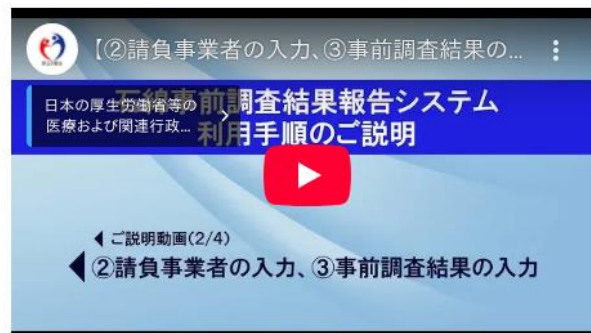 【②請負事業者の入力、③事前調査結果の...
石綿事前調査結果報告システム
利用手順のご説明
日本の厚生労働省等の
医療および関連行政...
ご説明動画(2/4)
②請負事業者の入力、③事前調査結果の入力